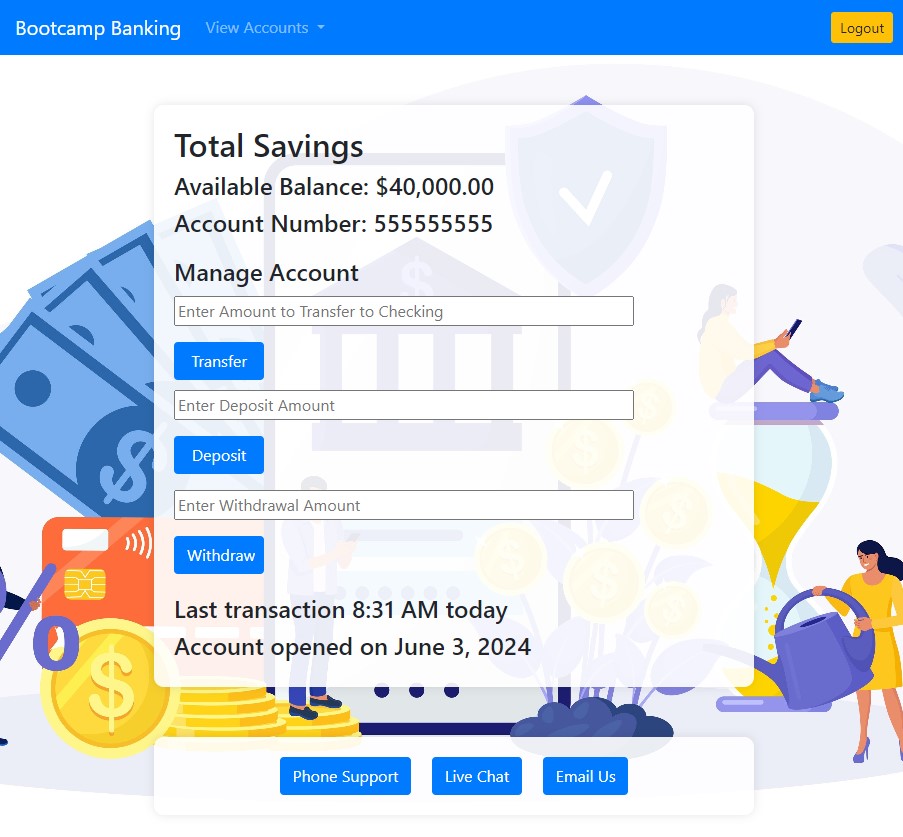 Bootcamp Banking View Accounts Logout
Total Savings
Available Balance: $40,000.00
Account Number: 555555555
Manage Account
Enter Amount to Transfer to Checking
Transfer
Enter Deposit Amount
Deposit
Enter Withdrawal Amount
Withdraw
Last transaction 8:31 AM today
Account opened on June 3, 2024
Phone Support Live Chat Email Us